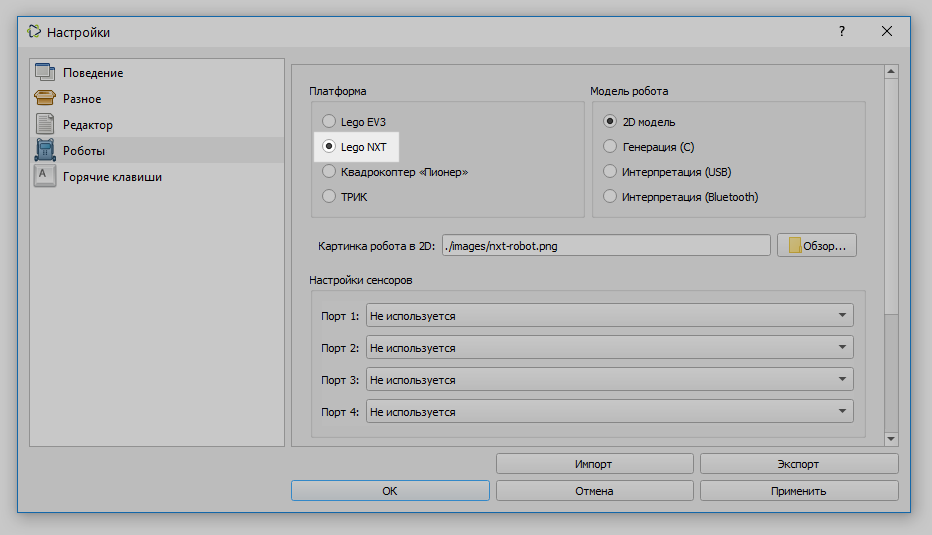 Настройки
?
Поведение
Разное
Редактор
Роботы
A
Горячие клавиши
Платформа
Lego EV3
Lego NXT
Квадрокоптер «Пионер»
ТРИК
Модель робота
2D модель
Генерация (C)
Интерпретация (USB)
Интерпретация (Bluetooth)
Картинка робота в 2D: ./images/nxt-robot.png Обзор...
Настройки сенсоров
Порт 1: Не используется
Порт 2: Не используется
Порт 3: Не используется
Порт 4: Не используется
Импорт Экспорт
ОК Отмена Применить